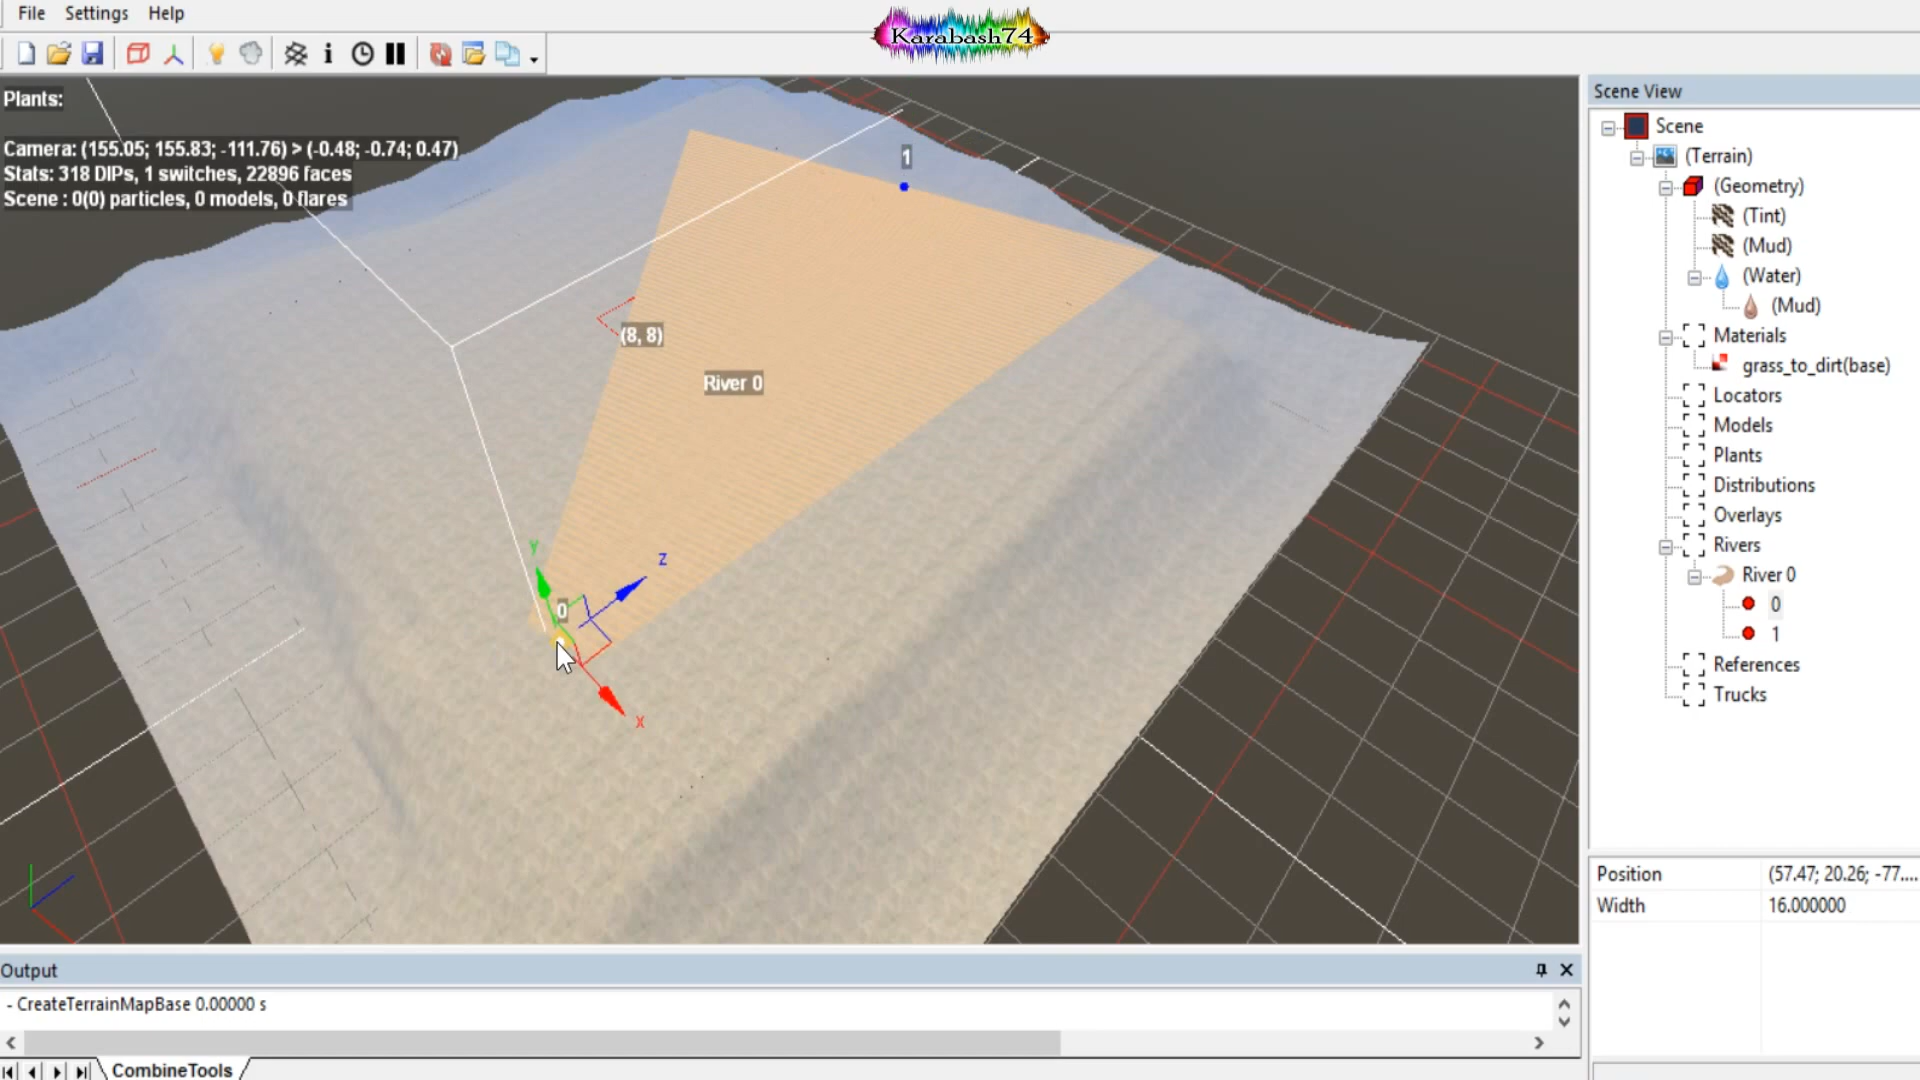 File Settings Help
Karabash74
Plants:
Camera: (155.05; 155.83; -111.76) > (-0.48; -0.74; 0.47)
Stats: 318 DIPs, 1 switches, 22896 faces
Scene : 0(0) particles, 0 models, 0 flares
1
(8, 8)
River 0
Y
Z
0
X
Scene View
Scene
(Terrain)
(Geometry)
(Tint)
(Mud)
(Water)
(Mud)
Materials
grass_to_dirt(base)
Locators
Models
Plants
Distributions
Overlays
Rivers
River 0
0
1
References
Trucks
Position (57.47; 20.26; -77....
Width 16.000000
Output
- CreateTerrainMapBase 0.00000 s
CombineTools